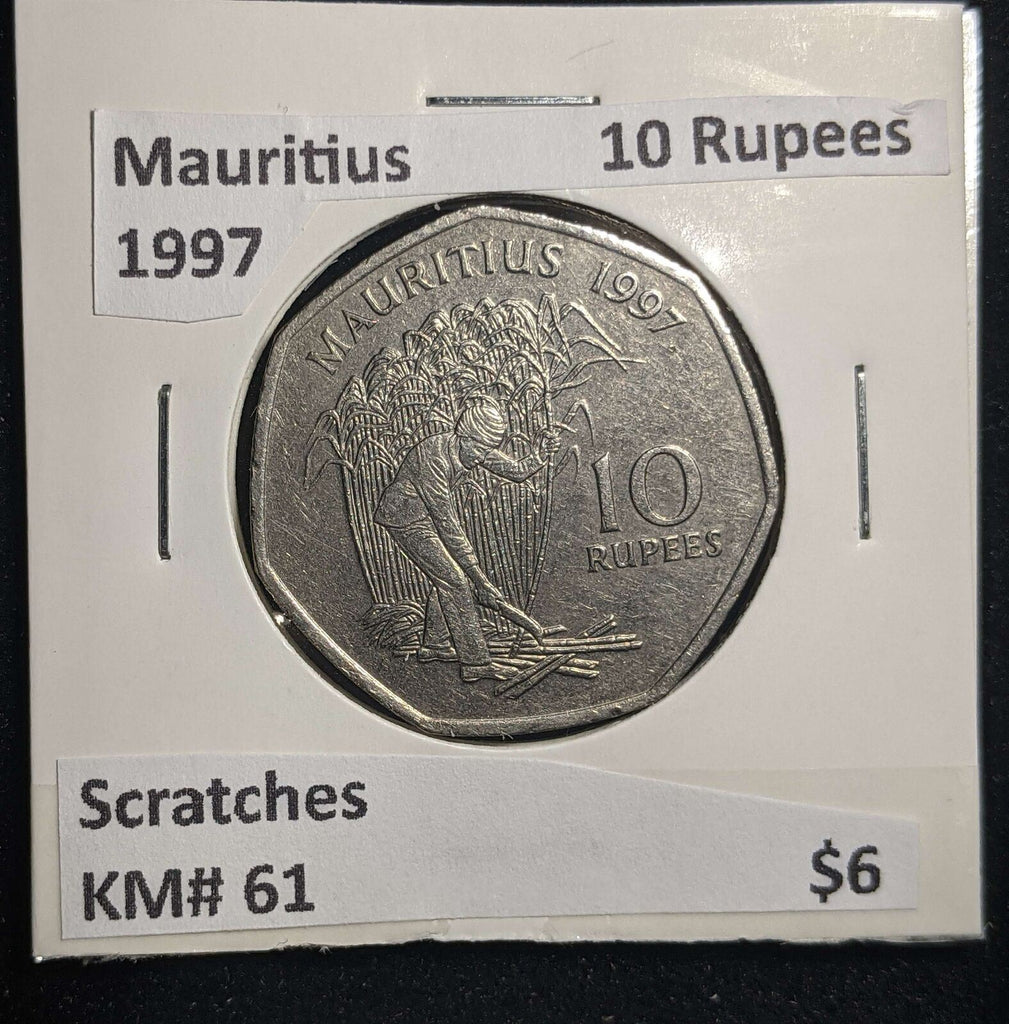 Mauritius 10 Rupees
1997
MAURITIUS 1997
10
RUPEES
Scratches
KM# 61 $6